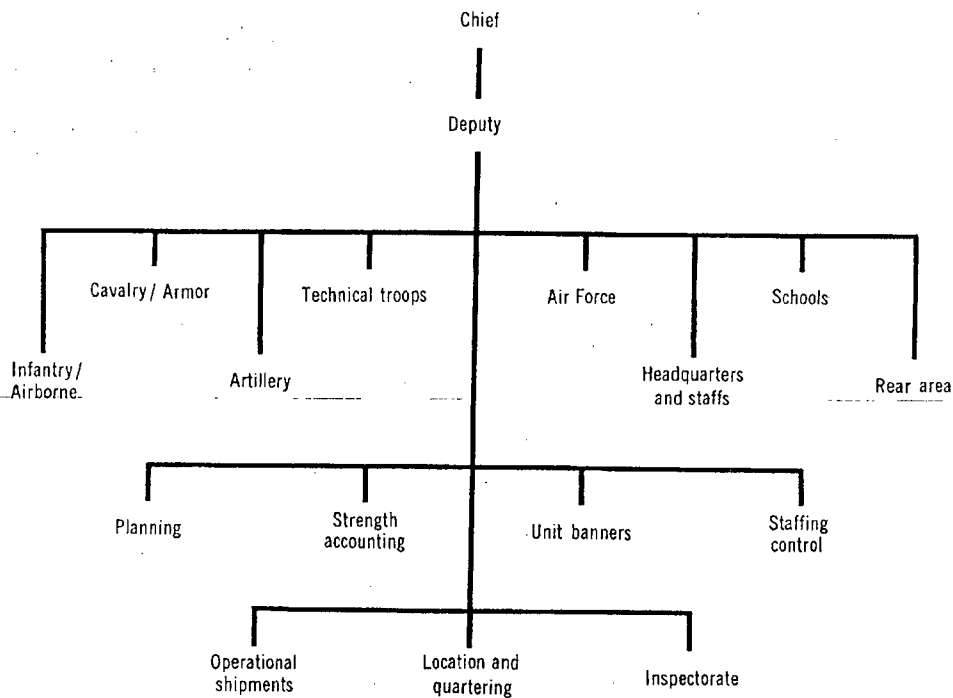 Chief
Deputy
Cavalry / Armor
Technical troops
Air Force
Schools
Infantry /
Airborne
Artillery
Headquarters
and staffs
Rear area
Planning
Strength
accounting
Unit banners
Staffing
control
Operational
shipments
Location and
quartering
Inspectorate